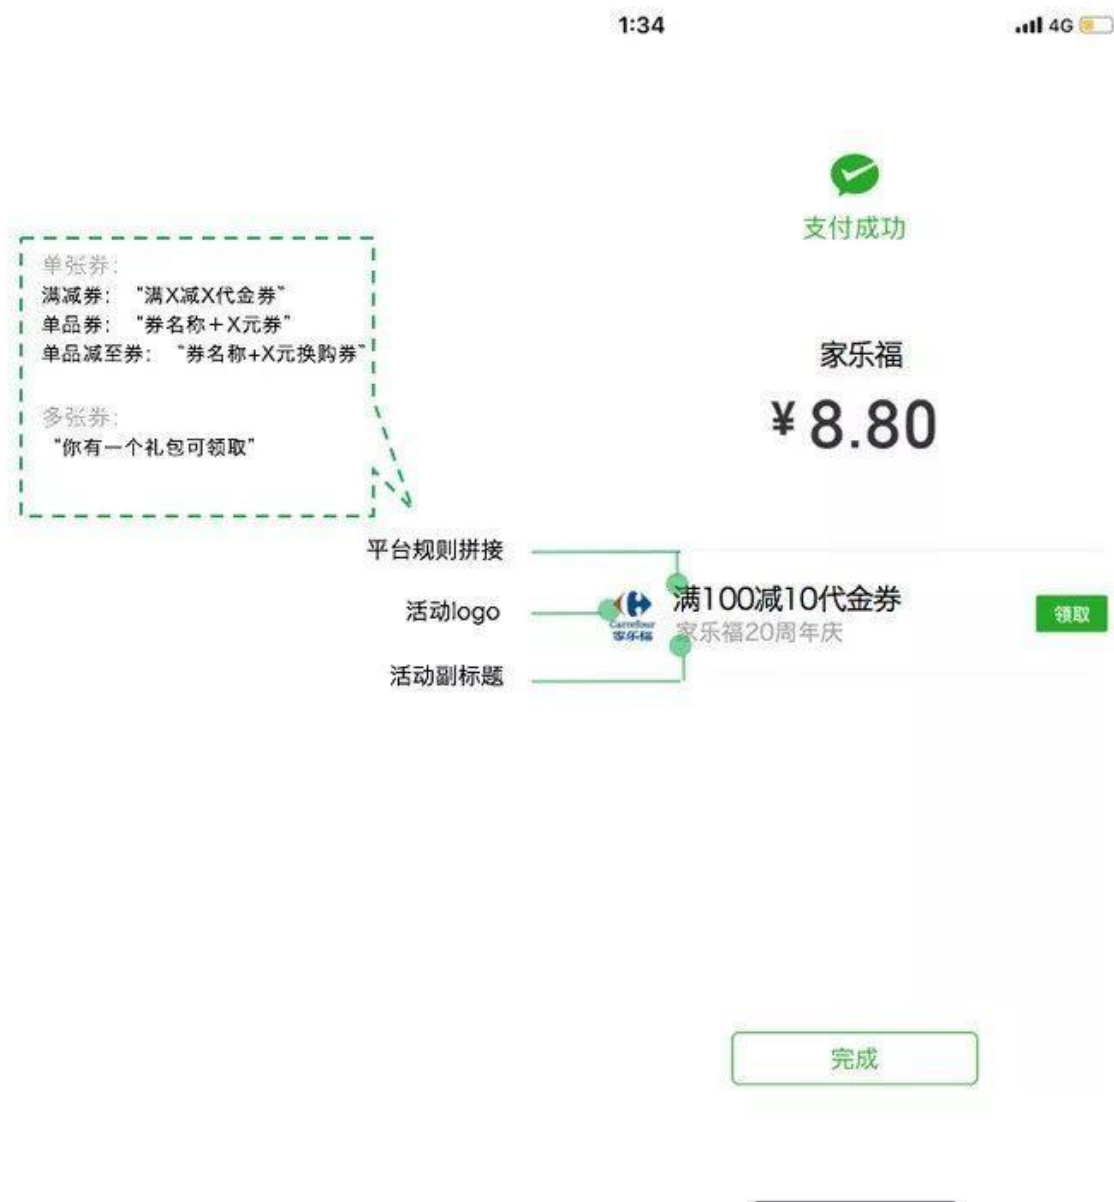 1:34
4G
支付成功
单张券：
满减券： “满X减X代金券”
单品券： “券名称＋X元券”
单品减至券： “券名称+X元换购券”
多张券：
“你有一个礼包可领取”
家乐福
¥8.80
平台规则拼接
活动logo
活动副标题
Carrefour
家乐福
满100减10代金券
家乐福20周年庆
领取
完成